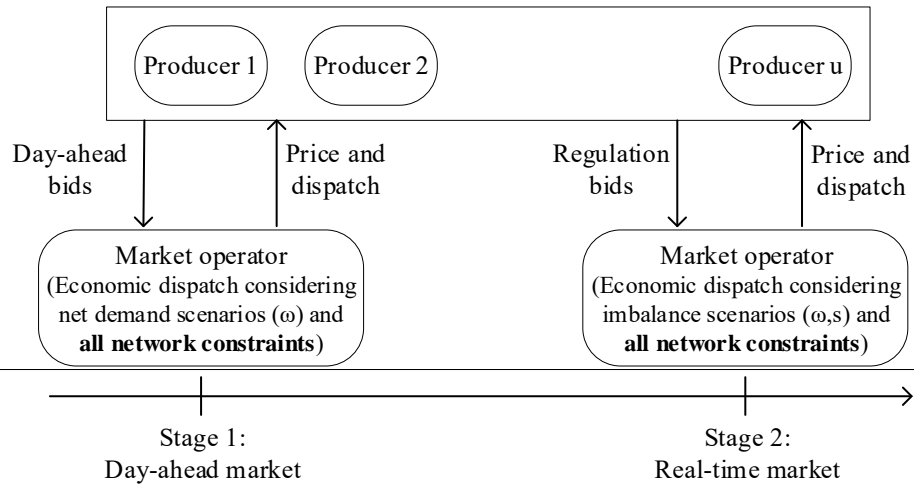 Producer 1
Producer 2
Producer u
Day-ahead
bids
Price and
dispatch
Regulation
bids
Price and
dispatch
Market operator
(Economic dispatch considering
net demand scenarios (ω) and
all network constraints)
Market operator
(Economic dispatch considering
imbalance scenarios (ω,s) and
all network constraints)
Stage 1:
Day-ahead market
Stage 2:
Real-time market